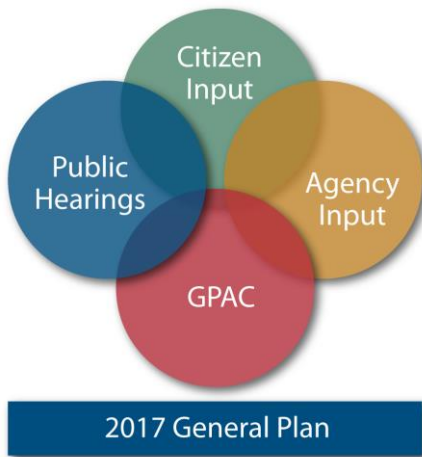 Citizen
Input
Public
Hearings
Agency
Input
GPAC
2017 General Plan